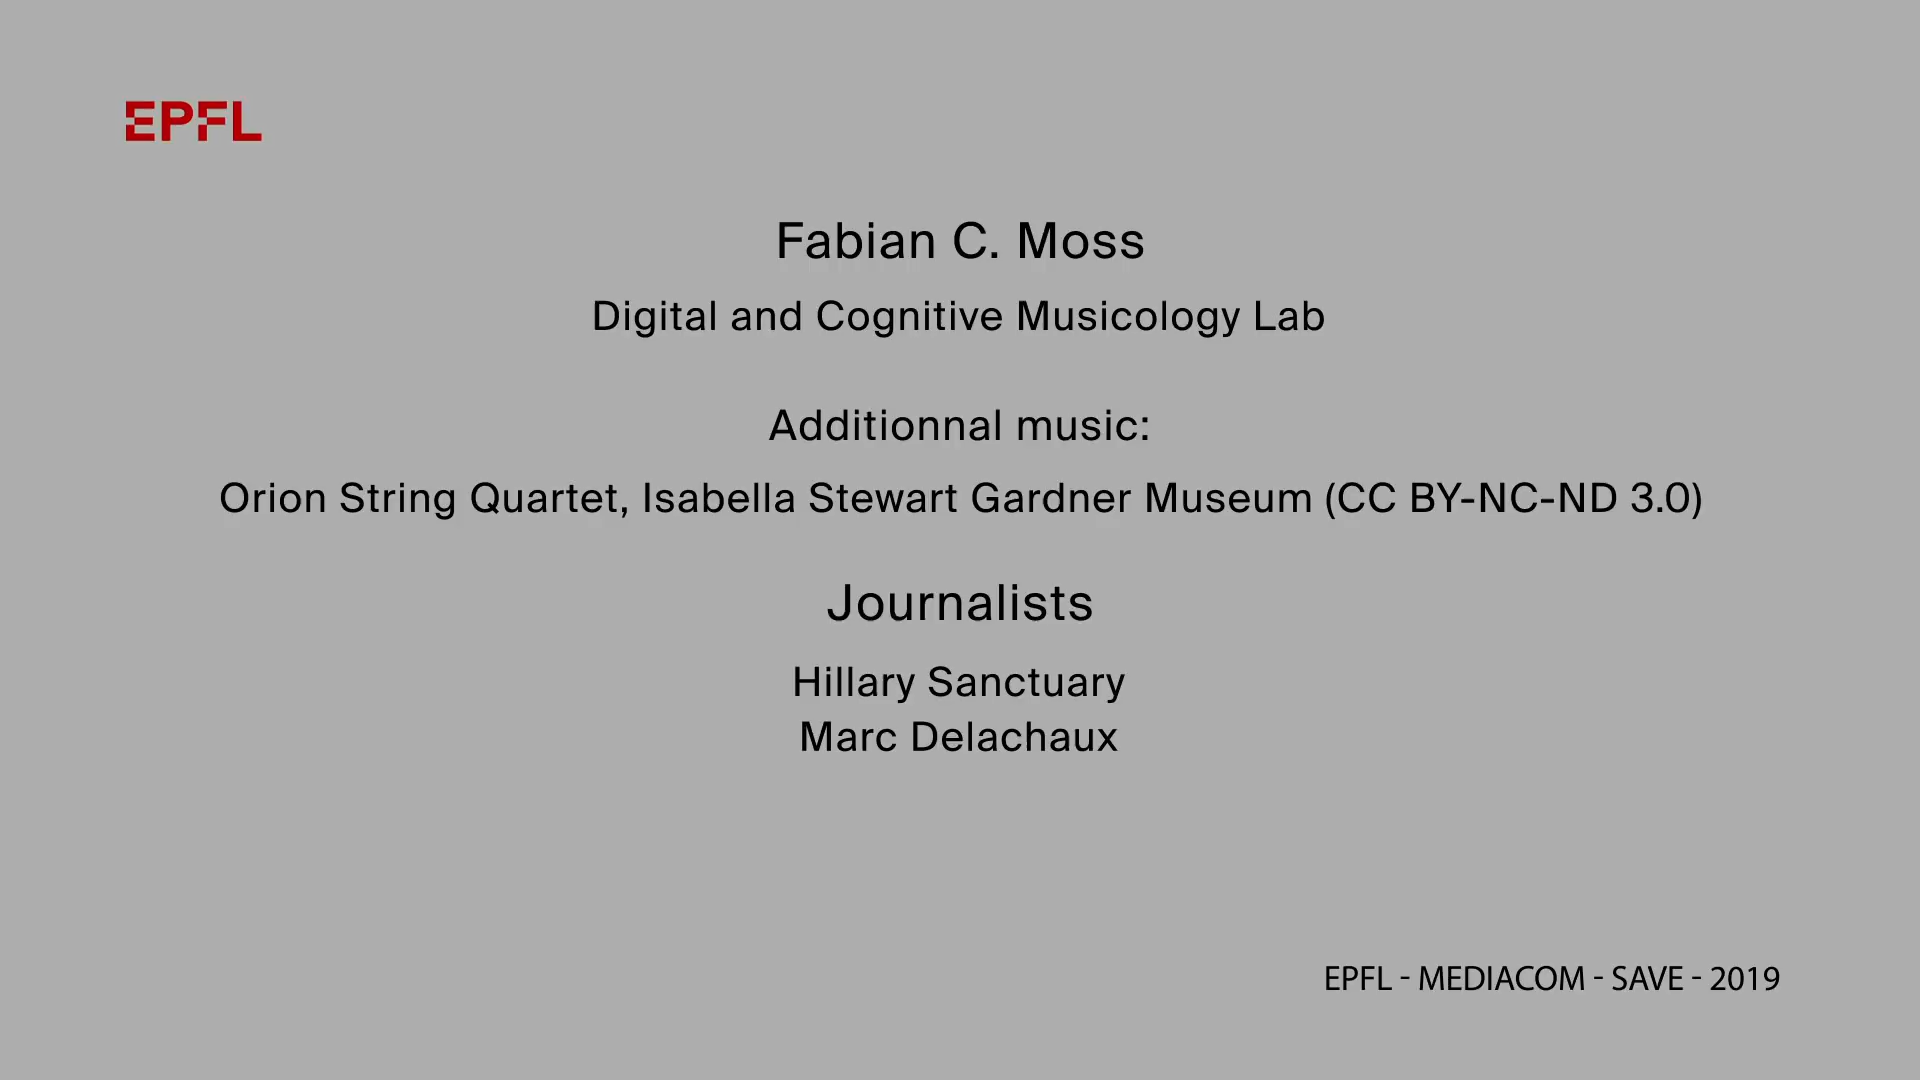 EPFL
Fabian C. Moss
Digital and Cognitive Musicology Lab
Additionnal music:
Orion String Quartet, Isabella Stewart Gardner Museum (CC BY-NC-ND 3.0)
Journalists
Hillary Sanctuary
Marc Delachaux
EPFL - MEDIACOM - SAVE - 2019